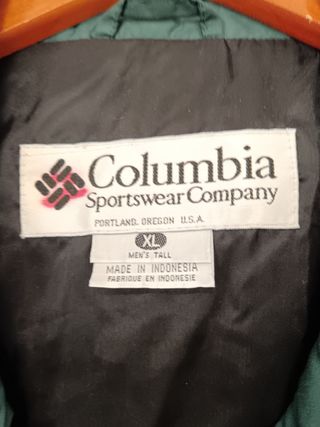 Columbia
Sportswear Company
PORTLAND, OREGON U.S.A.
XL
MEN'S TALL
MADE IN INDONESIA
FABRIQUE EN INDONESIE